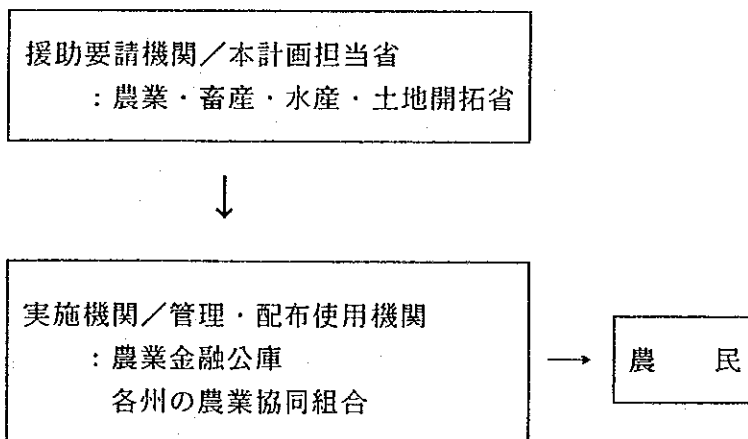 援助要請機関／本計画担当省
：農業・畜産・水産・土地開拓省
↓
実施機関／管理・配布使用機関
：農業金融公庫
各州の農業協同組合
→
農　民